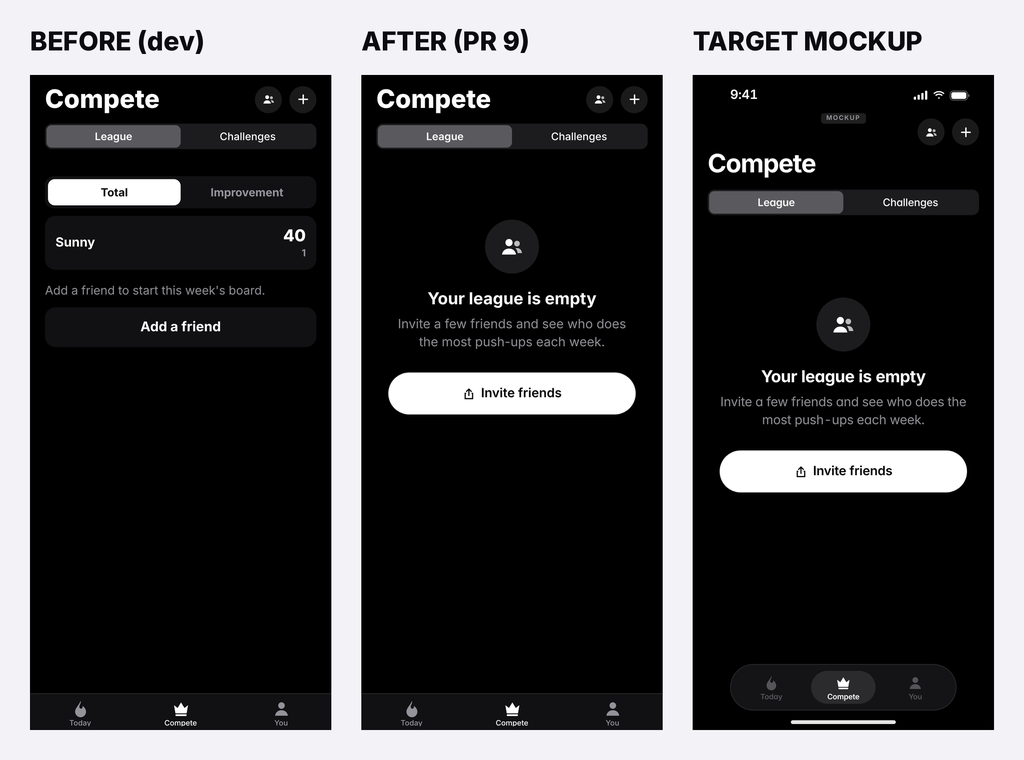 BEFORE (dev)
Compete
League
Challenges
Total
Improvement
Sunny
40
1
Add a friend to start this week's board.
Add a friend
Today
Compete
You
AFTER (PR 9)
Compete
League
Challenges
Your league is empty
Invite a few friends and see who does
the most push-ups each week.
Invite friends
Today
Compete
You
TARGET MOCKUP
9:41
MOCKUP
Compete
League
Challenges
Your league is empty
Invite a few friends and see who does the
most push-ups each week.
Invite friends
Today
Compete
You